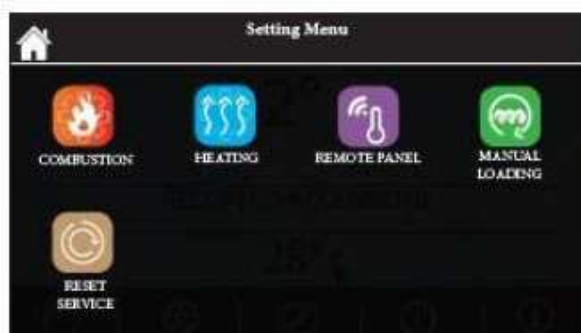 Setting Menu
COMBUSTION
HEATING
REMOTE PANEL
MANUAL
LOADING
RESET
SERVICE